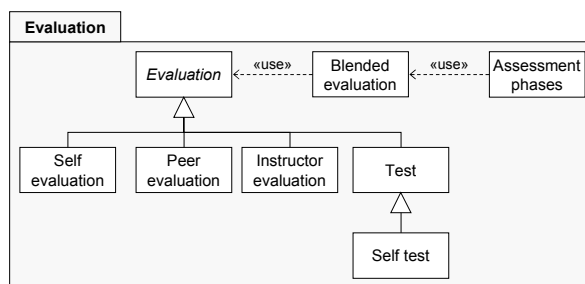 Evaluation
Evaluation
«use»
Blended
evaluation
«use»
Assessment
phases
Self
evaluation
Peer
evaluation
Instructor
evaluation
Test
Self test